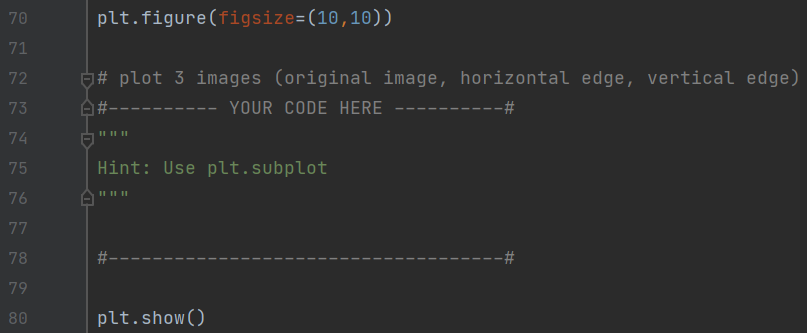 70 plt.figure(figsize=(10,10))
71
72 # plot 3 images (original image, horizontal edge, vertical edge)
73 #---------- YOUR CODE HERE ----------#
74 """
75 Hint: Use plt.subplot
76 """
77
78 #------------------------------------#
79
80 plt.show()